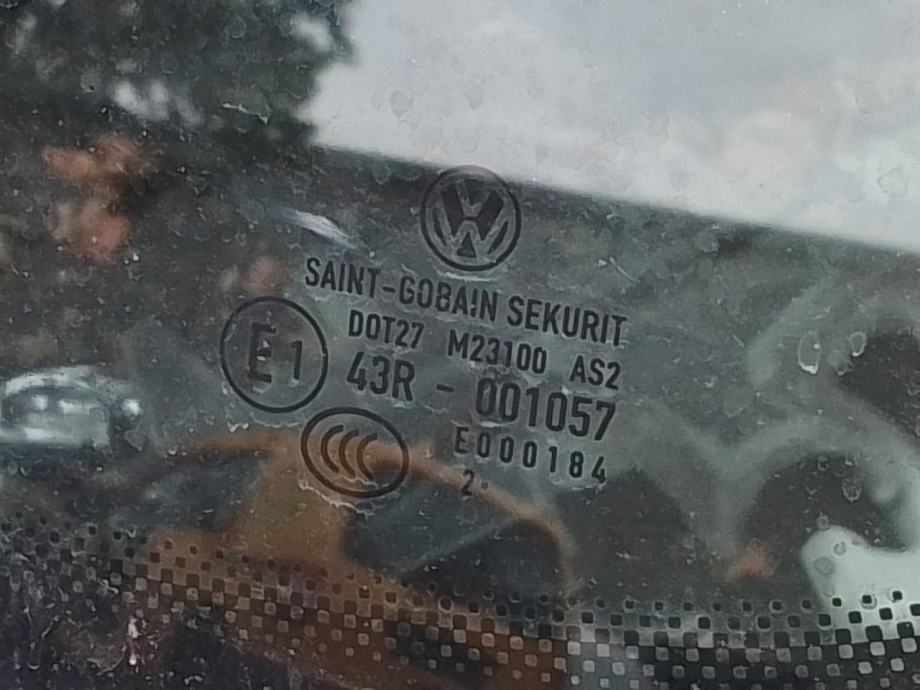 SAINT-GOBAIN SEKURIT
DOT27 M23100 AS2
E1 43R - 001057
E000184
2.